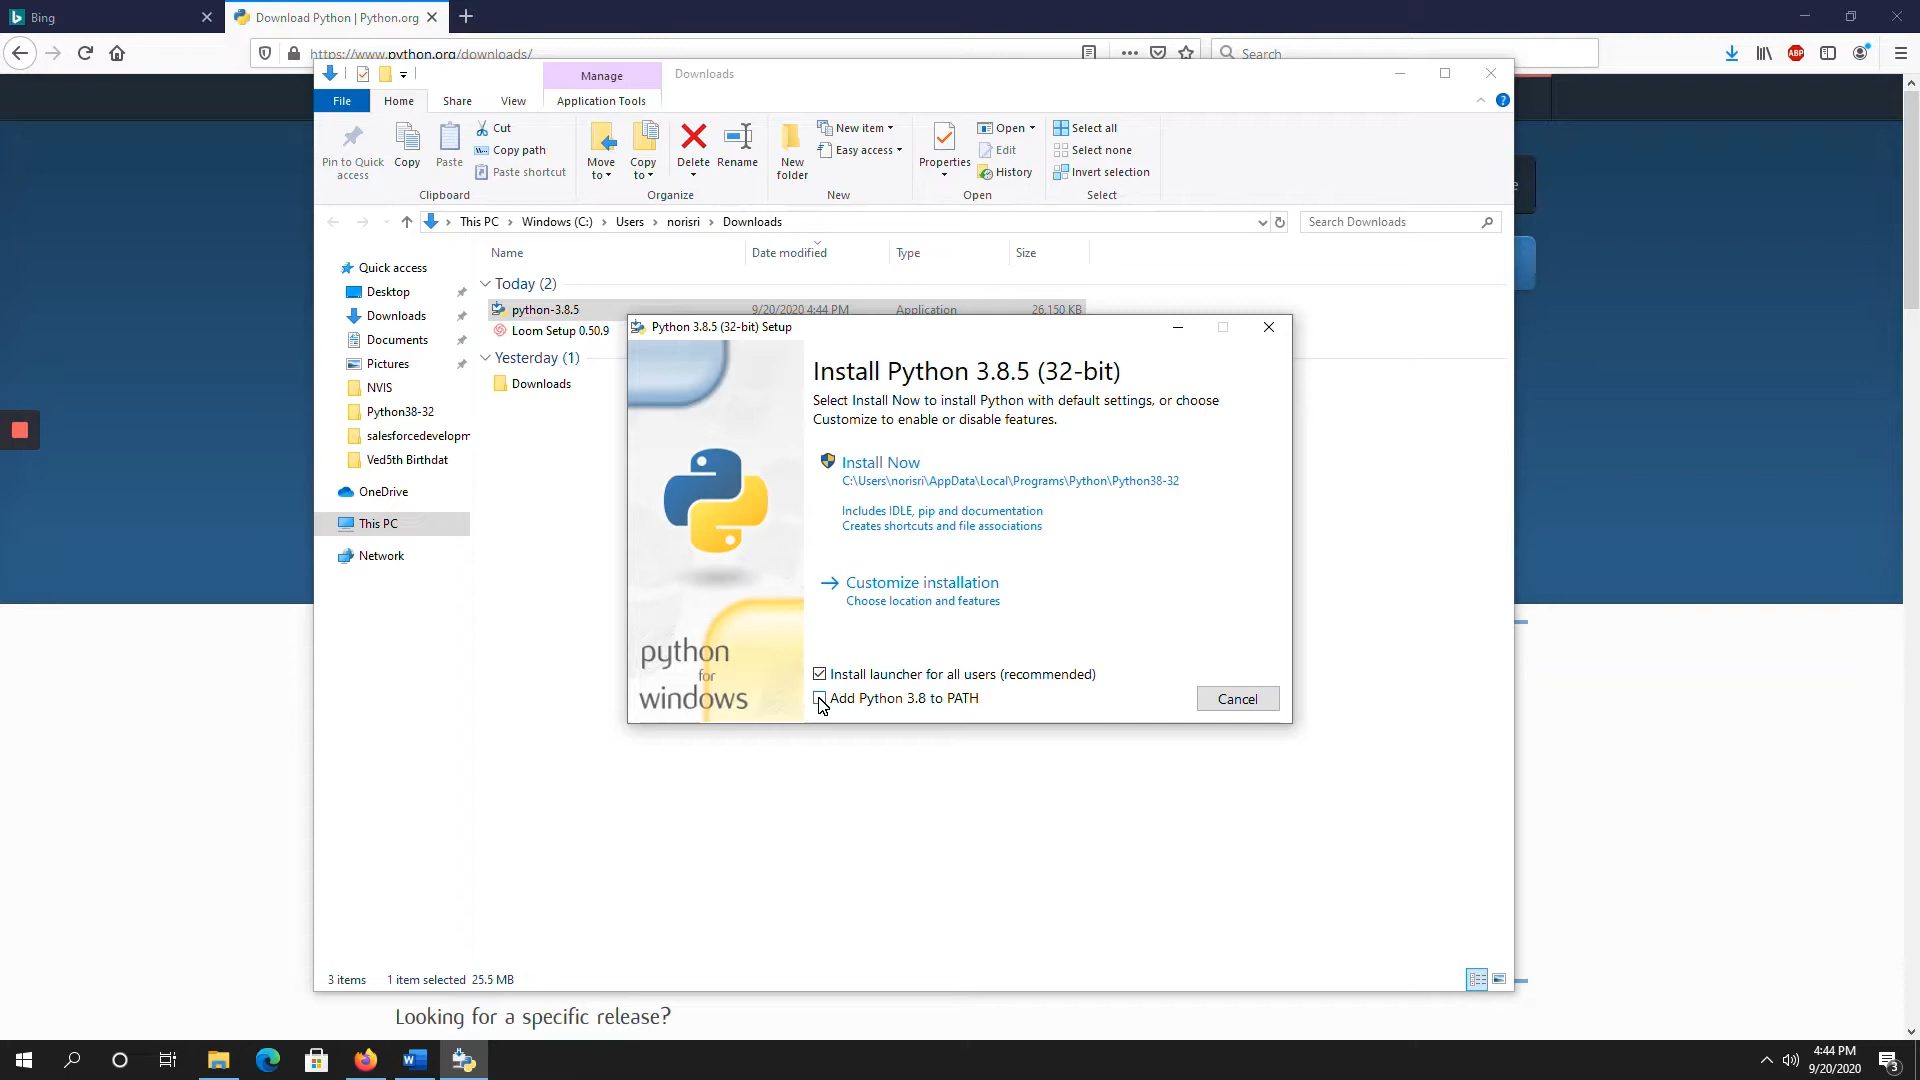 Bing
Download Python | Python.org
https://www.python.org/downloads/
Search
ABP
Manage
Downloads
File
Home
Share
View
Application Tools
Pin to Quick access
Copy
Paste
Cut
Copy path
Paste shortcut
Clipboard
Move to
Copy to
Delete
Rename
Organize
New folder
New item
Easy access
New
Properties
Open
Edit
History
Open
Select all
Select none
Invert selection
Select
This PC
Windows (C:)
Users
norisri
Downloads
Search Downloads
Name
Date modified
Type
Size
Quick access
Desktop
Downloads
Documents
Pictures
NVIS
Python38-32
salesforcedevelopm
Ved5th Birthdat
OneDrive
This PC
Network
Today (2)
python-3.8.5
9/20/2020 4:44 PM
Application
26,150 KB
Loom Setup 0.50.9
Yesterday (1)
Downloads
Python 3.8.5 (32-bit) Setup
Install Python 3.8.5 (32-bit)
Select Install Now to install Python with default settings, or choose
Customize to enable or disable features.
Install Now
C:\Users\norisri\AppData\Local\Programs\Python\Python38-32
Includes IDLE, pip and documentation
Creates shortcuts and file associations
Customize installation
Choose location and features
python
for
windows
Install launcher for all users (recommended)
Add Python 3.8 to PATH
Cancel
3 items
1 item selected 25.5 MB
Looking for a specific release?
4:44 PM
9/20/2020
3